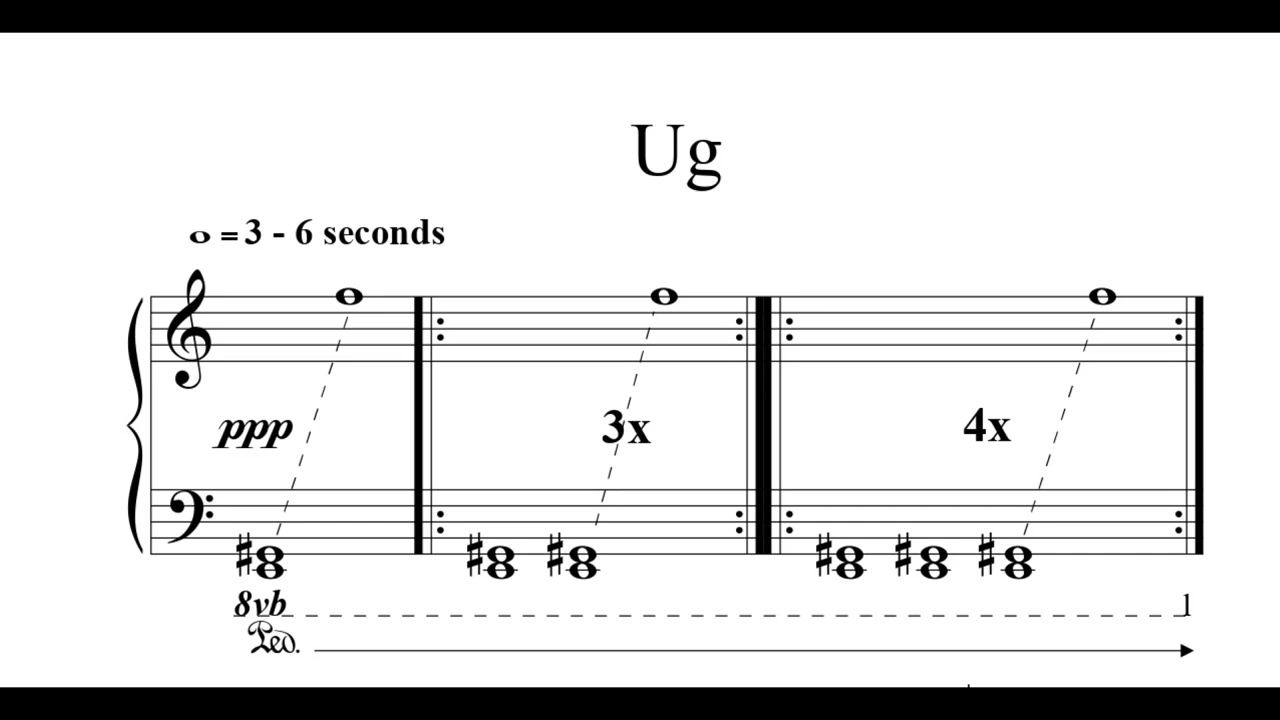 Ug
𝅝 = 3 - 6 seconds
ppp 3x 4x
8vb
Ped.